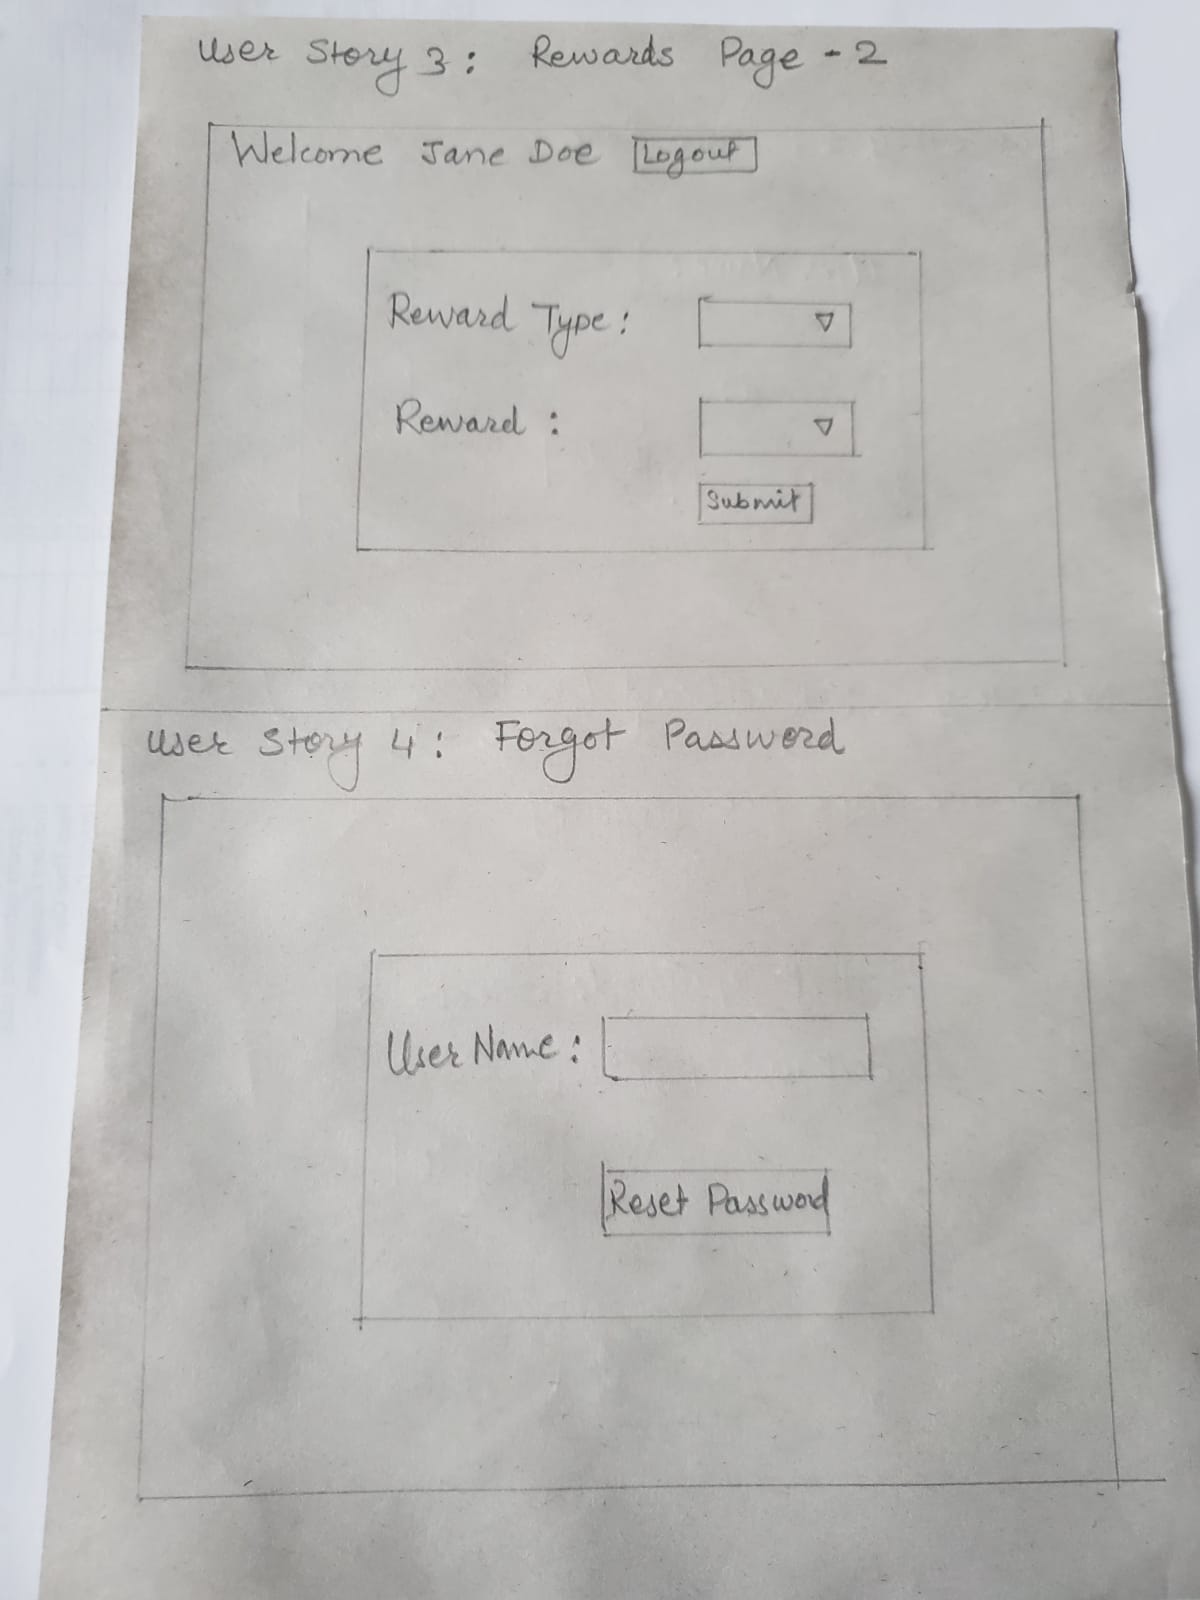 User Story 3: Rewards Page - 2
Welcome Jane Doe Logout
Reward Type:
Reward :
Submit
User Story 4: Forgot Password
User Name :
Reset Password